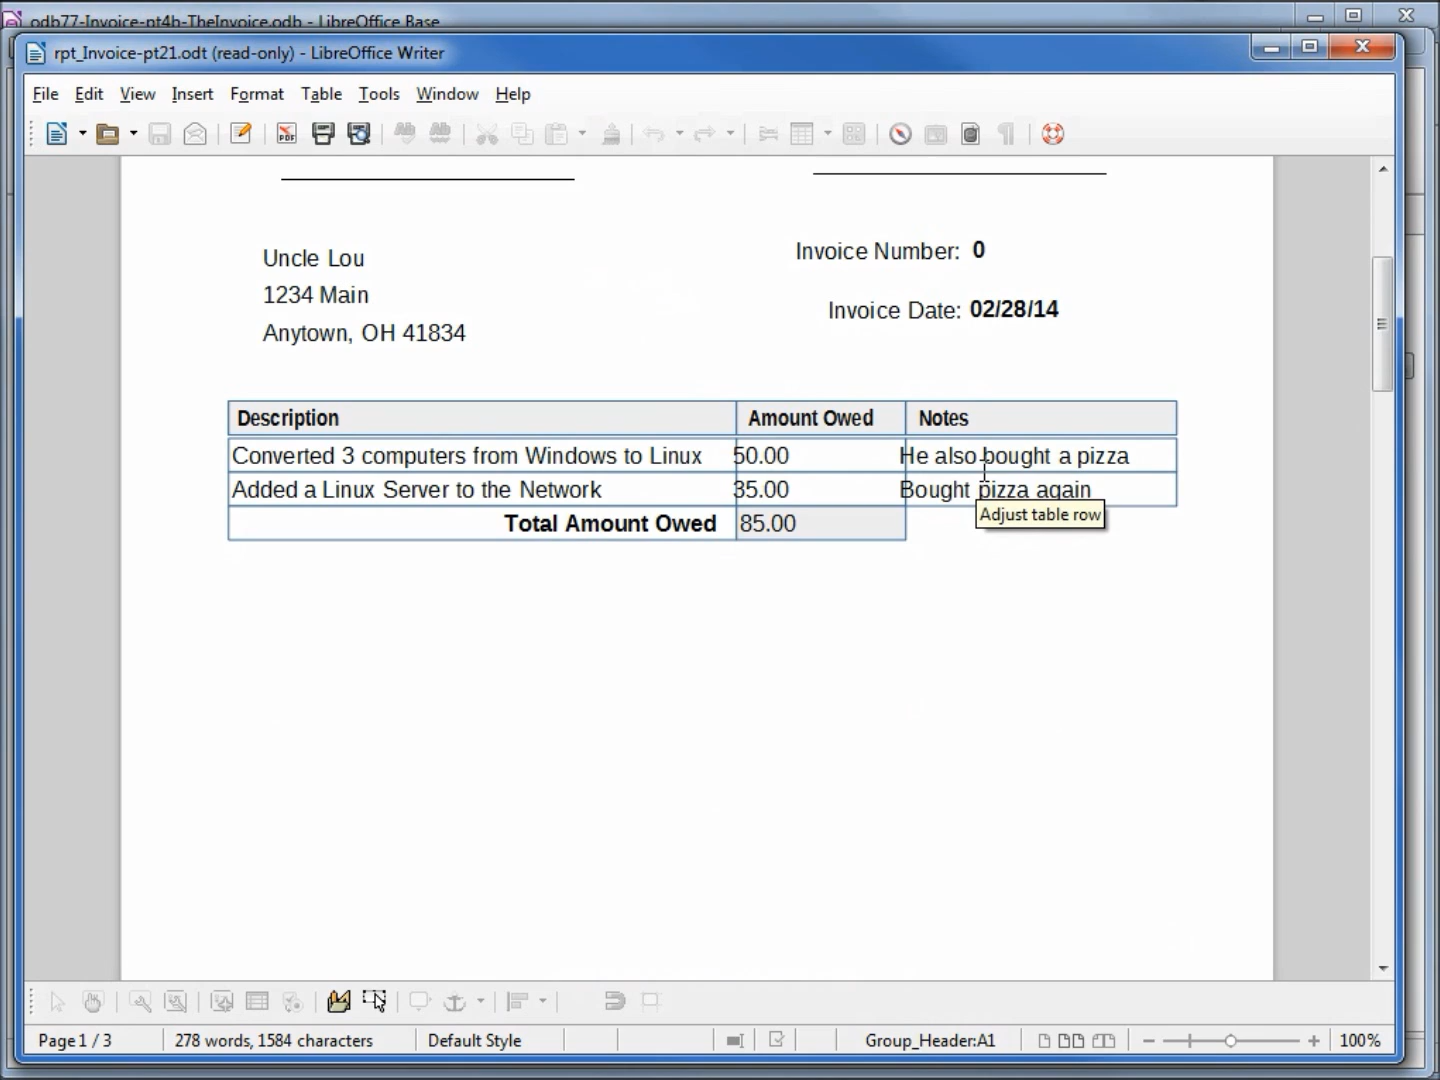 odb77-Invoice-pt4b-TheInvoice.odb - LibreOffice Base
rpt_Invoice-pt21.odt (read-only) - LibreOffice Writer
File Edit View Insert Format Table Tools Window Help
Uncle Lou
1234 Main
Anytown, OH 41834
Invoice Number: 0
Invoice Date: 02/28/14
Description Amount Owed Notes
Converted 3 computers from Windows to Linux 50.00 He also bought a pizza
Added a Linux Server to the Network 35.00 Bought pizza again
Total Amount Owed 85.00
Adjust table row
Page 1 / 3 278 words, 1584 characters Default Style Group_Header:A1 100%